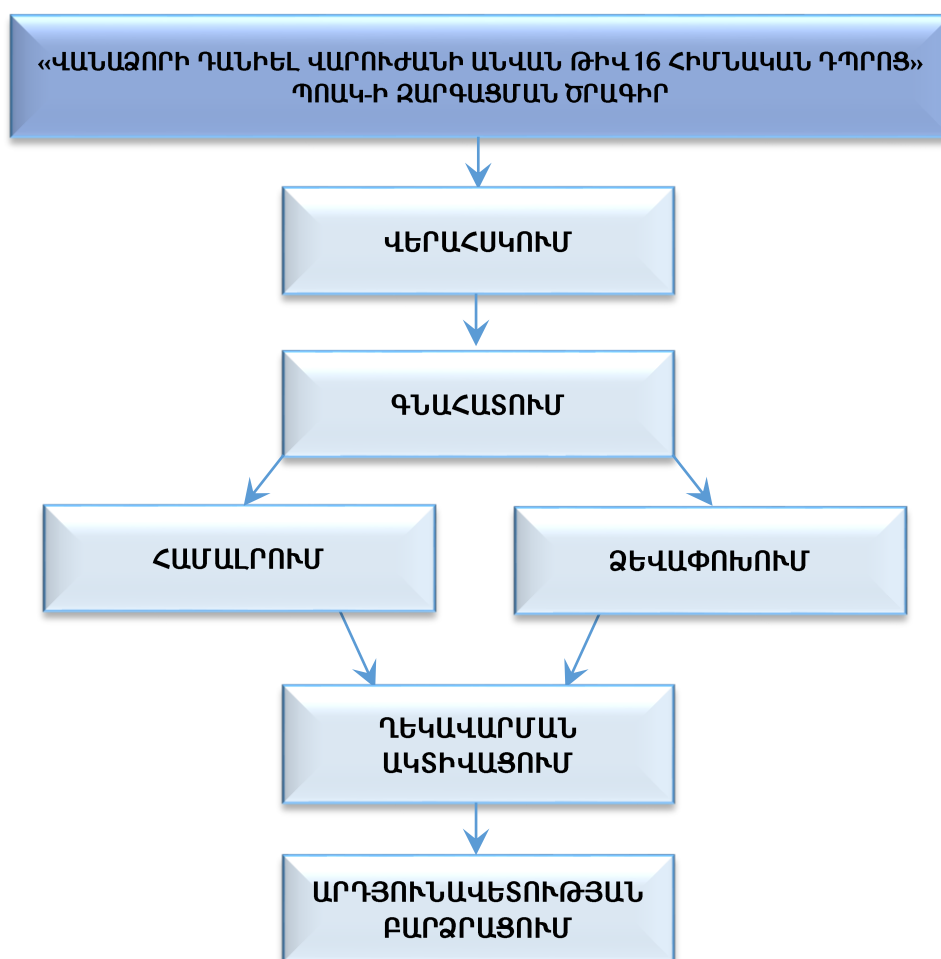 «ՎԱՆԱՁՈՐԻ ԴԱՆԻԵԼ ՎԱՐՈՒԺԱՆԻ ԱՆՎԱՆ ԹԻՎ 16 ՀԻՄՆԱԿԱՆ ԴՊՐՈՑ»
ՊՈԱԿ-Ի ԶԱՐԳԱՑՄԱՆ ԾՐԱԳԻՐ
ՎԵՐԱՀՍԿՈՒՄ
ԳՆԱՀԱՏՈՒՄ
ՀԱՄԱԼՐՈՒՄ
ՁԵՎԱՓՈԽՈՒՄ
ՂԵԿԱՎԱՐՄԱՆ
ԱԿՏԻՎԱՑՈՒՄ
ԱՐԴՅՈՒՆԱՎԵՏՈՒԹՅԱՆ
ԲԱՐՁՐԱՑՈՒՄ